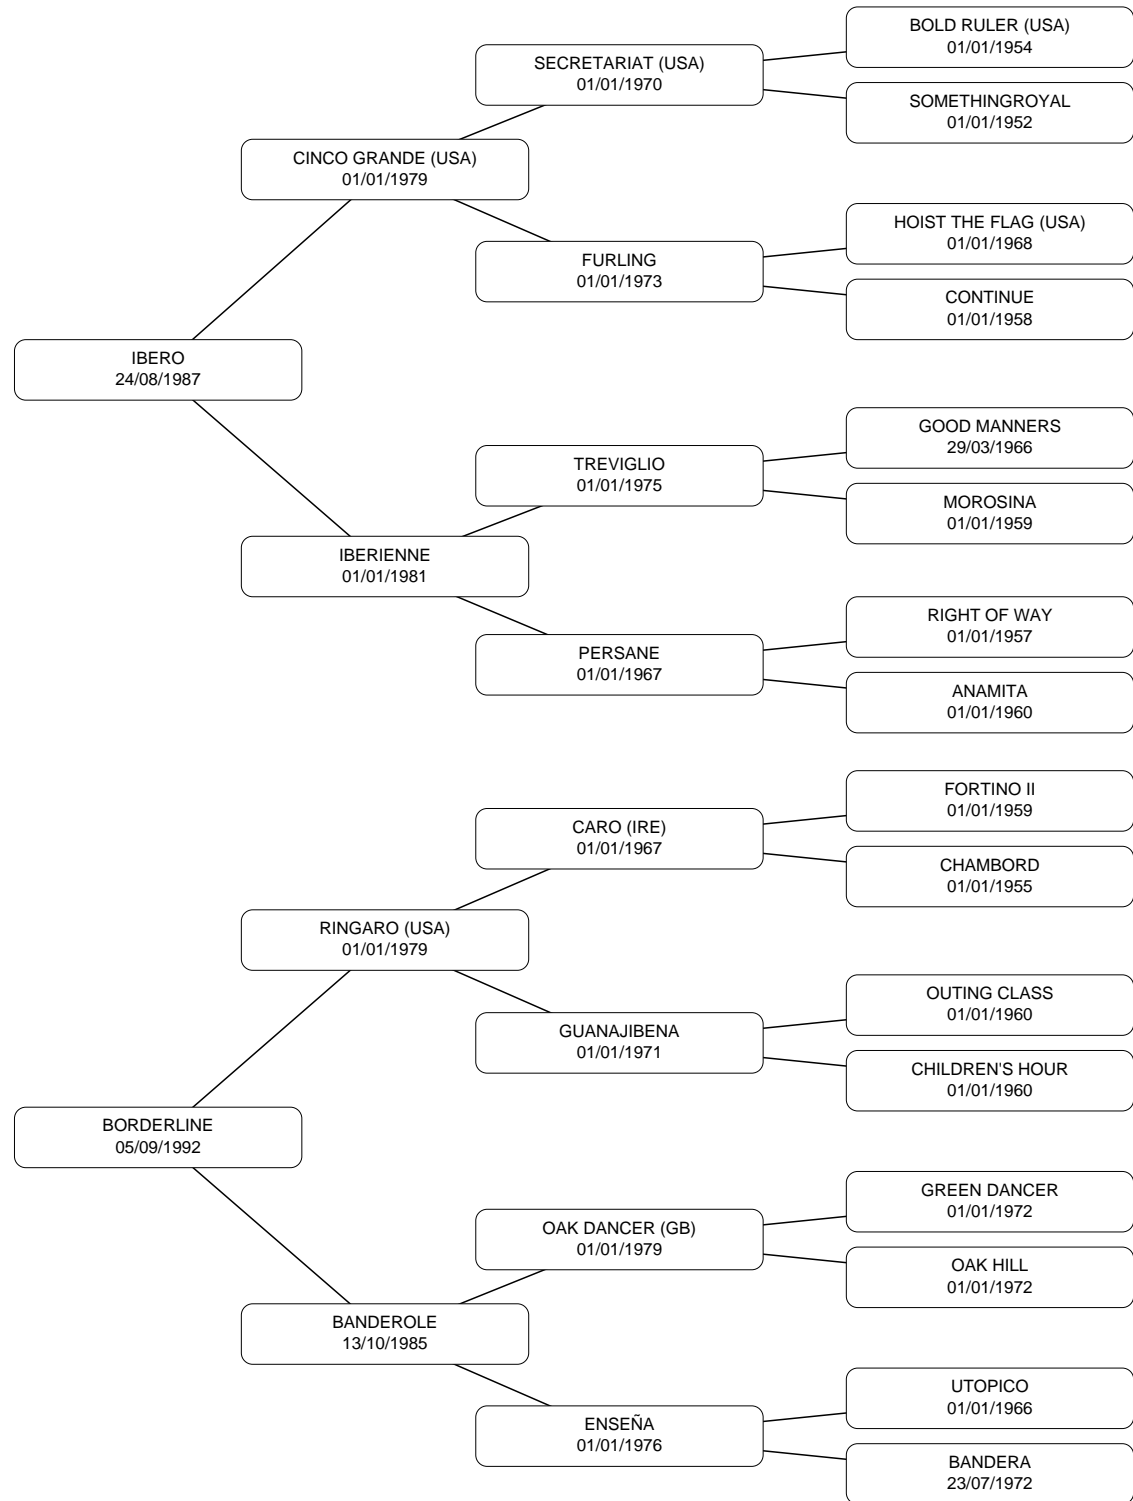 BOLD RULER (USA)
01/01/1954
SECRETARIAT (USA)
01/01/1970
SOMETHINGROYAL
01/01/1952
CINCO GRANDE (USA)
01/01/1979
HOIST THE FLAG (USA)
01/01/1968
FURLING
01/01/1973
CONTINUE
01/01/1958
IBERO
24/08/1987
GOOD MANNERS
29/03/1966
TREVIGLIO
01/01/1975
MOROSINA
01/01/1959
IBERIENNE
01/01/1981
RIGHT OF WAY
01/01/1957
PERSANE
01/01/1967
ANAMITA
01/01/1960
FORTINO II
01/01/1959
CARO (IRE)
01/01/1967
CHAMBORD
01/01/1955
RINGARO (USA)
01/01/1979
OUTING CLASS
01/01/1960
GUANAJIBENA
01/01/1971
CHILDREN'S HOUR
01/01/1960
BORDERLINE
05/09/1992
GREEN DANCER
01/01/1972
OAK DANCER (GB)
01/01/1979
OAK HILL
01/01/1972
BANDEROLE
13/10/1985
UTOPICO
01/01/1966
ENSEÑA
01/01/1976
BANDERA
23/07/1972